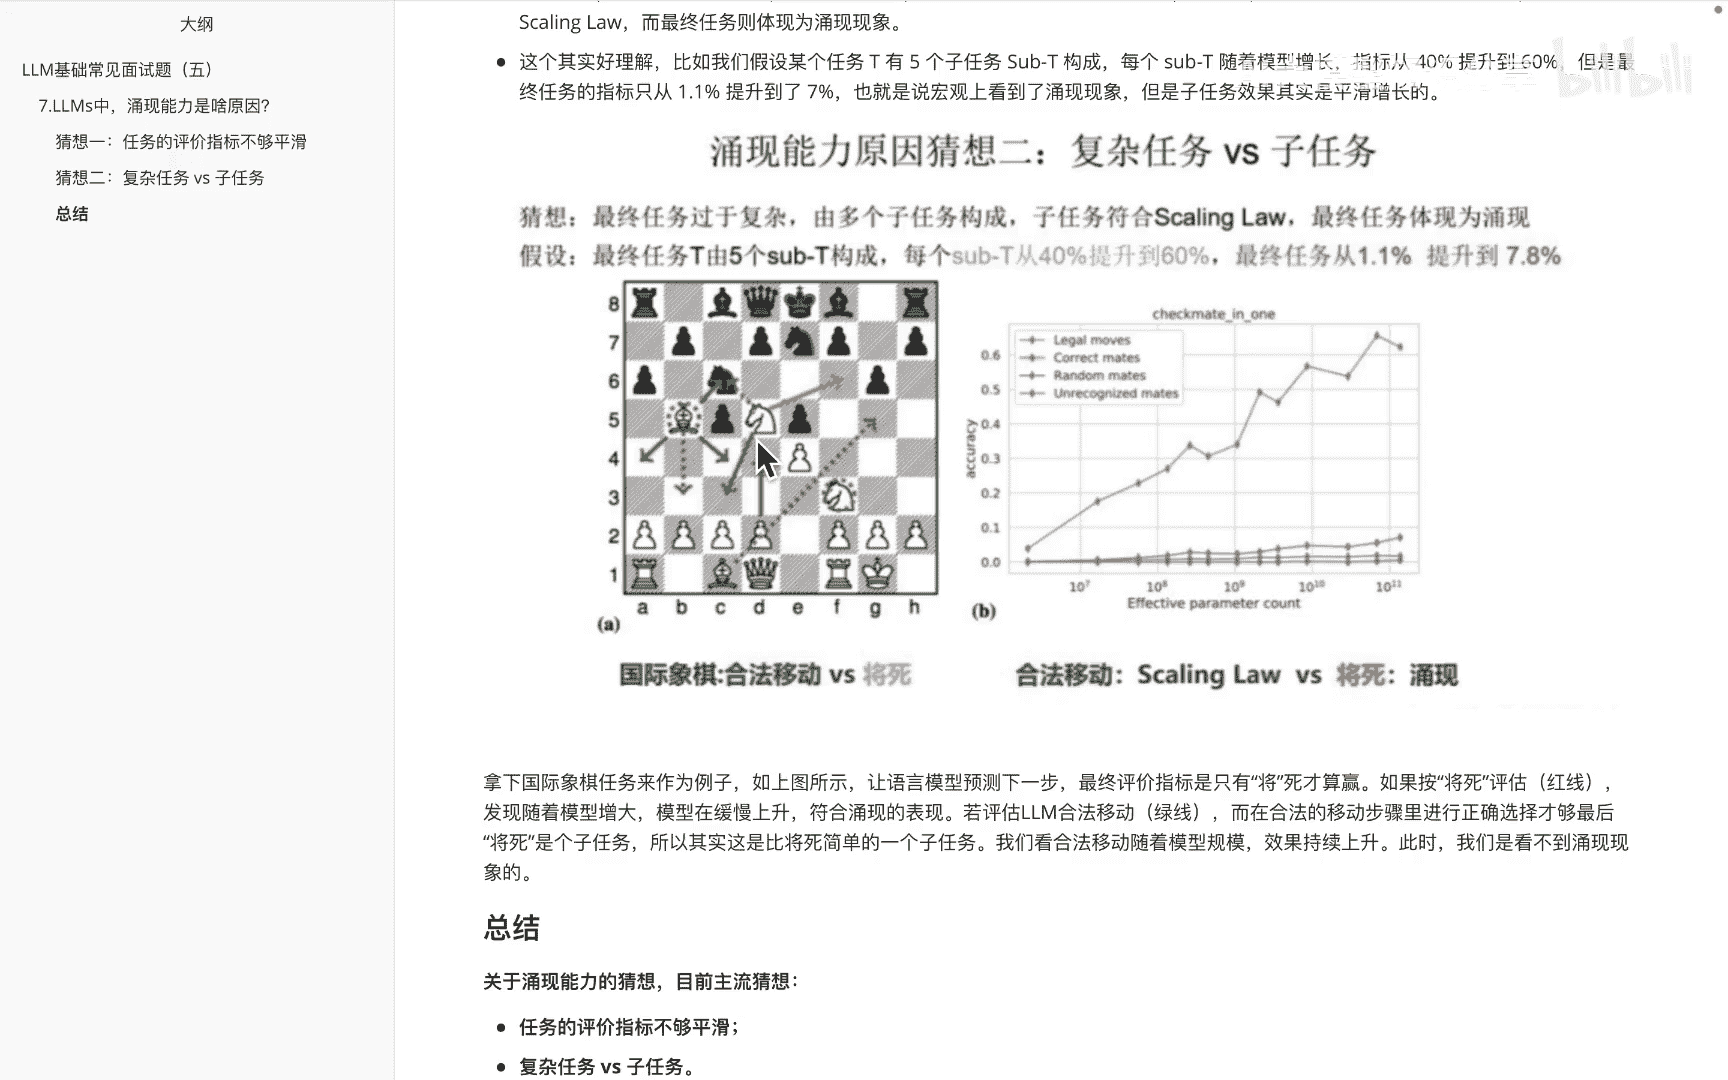 大纲
LLM基础常见面试题（五）
7.LLMs中，涌现能力是啥原因？
猜想一：任务的评价指标不够平滑
猜想二：复杂任务 vs 子任务
总结
Scaling Law，而最终任务则体现为涌现现象。
这个其实好理解，比如我们假设某个任务 T 有 5 个子任务 Sub-T 构成，每个 sub-T 随着模型增长，指标从 40% 提升到 60%，但是最
终任务的指标只从 1.1% 提升到了 7%，也就是说宏观上看到了涌现现象，但是子任务效果其实是平滑增长的。
bilibili
涌现能力原因猜想二：复杂任务 vs 子任务
猜想：最终任务过于复杂，由多个子任务构成，子任务符合Scaling Law，最终任务体现为涌现
假设：最终任务T由5个sub-T构成，每个sub-T从40%提升到60%，最终任务从1.1% 提升到 7.8%
8
7
6
5
4
3
2
1
a b c d e f g h
(a)
checkmate_in_one
Legal moves
Correct mates
Random mates
Unrecognized mates
accuracy
0.6
0.5
0.4
0.3
0.2
0.1
0.0
10⁷ 10⁸ 10⁹ 10¹⁰ 10¹¹
Effective parameter count
(b)
国际象棋:合法移动 vs 将死
合法移动：Scaling Law vs 将死：涌现
拿下国际象棋任务来作为例子，如上图所示，让语言模型预测下一步，最终评价指标是只有“将”死才算赢。如果按“将死”评估（红线），
发现随着模型增大，模型在缓慢上升，符合涌现的表现。若评估LLM合法移动（绿线），而在合法的移动步骤里进行正确选择才够最后
“将死”是个子任务，所以其实这是比将死简单的一个子任务。我们看合法移动随着模型规模，效果持续上升。此时，我们是看不到涌现现
象的。
总结
关于涌现能力的猜想，目前主流猜想：
任务的评价指标不够平滑；
复杂任务 vs 子任务。